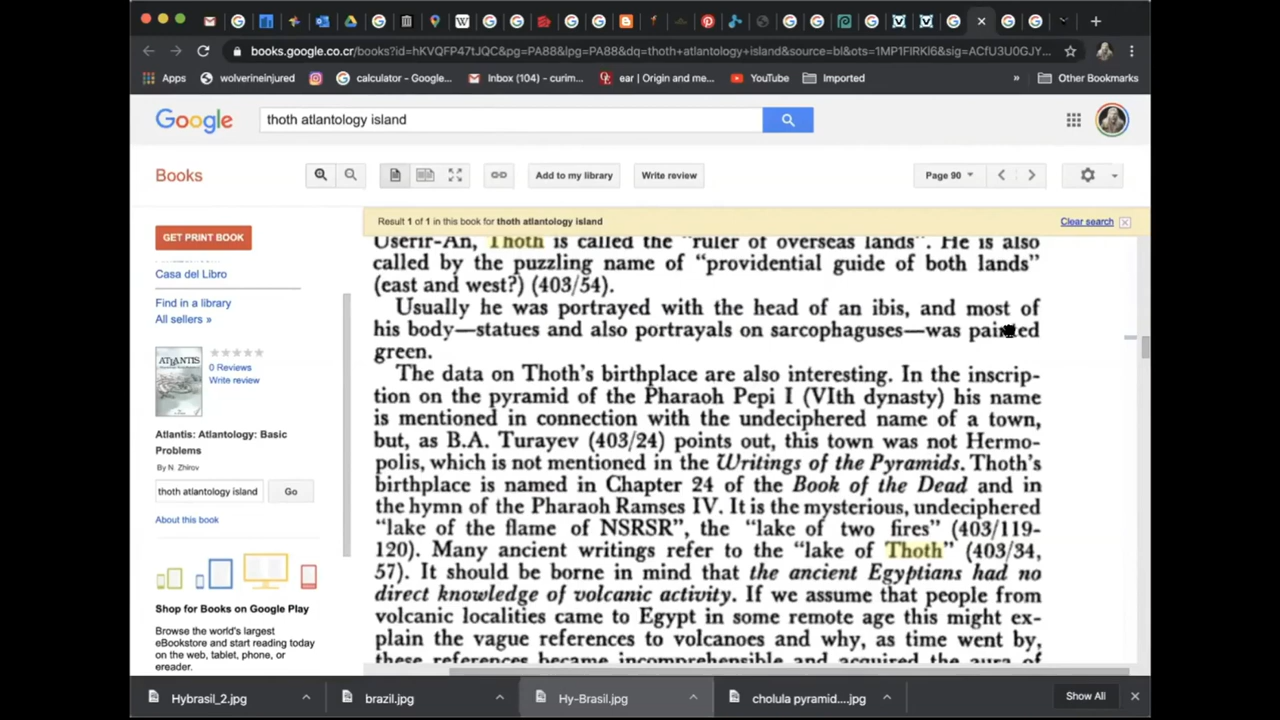 books.google.co.cr/books?id=hKVQFP47tJQC&pg=PA88&lpg=PA88&dq=thoth+atlantology+island&source=bl&ots=1MP1FIRKl6&sig=ACfU3U0GJY...
Apps wolverineinjured calculator - Google... Inbox (104) - curim... ear | Origin and me... YouTube Imported » Other Bookmarks
Google thoth atlantology island
Books Add to my library Write review Page 90
Result 1 of 1 in this book for thoth atlantology island Clear search
GET PRINT BOOK
Casa del Libro
Find in a library
All sellers »
ATLANTIS
0 Reviews
Write review
Atlantis: Atlantology: Basic
Problems
By N. Zhirov
thoth atlantology island Go
About this book
Shop for Books on Google Play
Browse the world's largest
eBookstore and start reading today
on the web, tablet, phone, or
ereader.
Userir-An, Thoth is called the "ruler of overseas lands". He is also
called by the puzzling name of "providential guide of both lands"
(east and west?) (403/54).
Usually he was portrayed with the head of an ibis, and most of
his body—statues and also portrayals on sarcophaguses—was painted
green.
The data on Thoth's birthplace are also interesting. In the inscrip-
tion on the pyramid of the Pharaoh Pepi I (VIth dynasty) his name
is mentioned in connection with the undeciphered name of a town,
but, as B.A. Turayev (403/24) points out, this town was not Hermo-
polis, which is not mentioned in the Writings of the Pyramids. Thoth's
birthplace is named in Chapter 24 of the Book of the Dead and in
the hymn of the Pharaoh Ramses IV. It is the mysterious, undeciphered
"lake of the flame of NSRSR", the "lake of two fires" (403/119-
120). Many ancient writings refer to the "lake of Thoth" (403/34,
57). It should be borne in mind that the ancient Egyptians had no
direct knowledge of volcanic activity. If we assume that people from
volcanic localities came to Egypt in some remote age this might ex-
plain the vague references to volcanoes and why, as time went by,
these references became incomprehensible and acquired the aura of
Hybrasil_2.jpg brazil.jpg Hy-Brasil.jpg cholula pyramid....jpg Show All